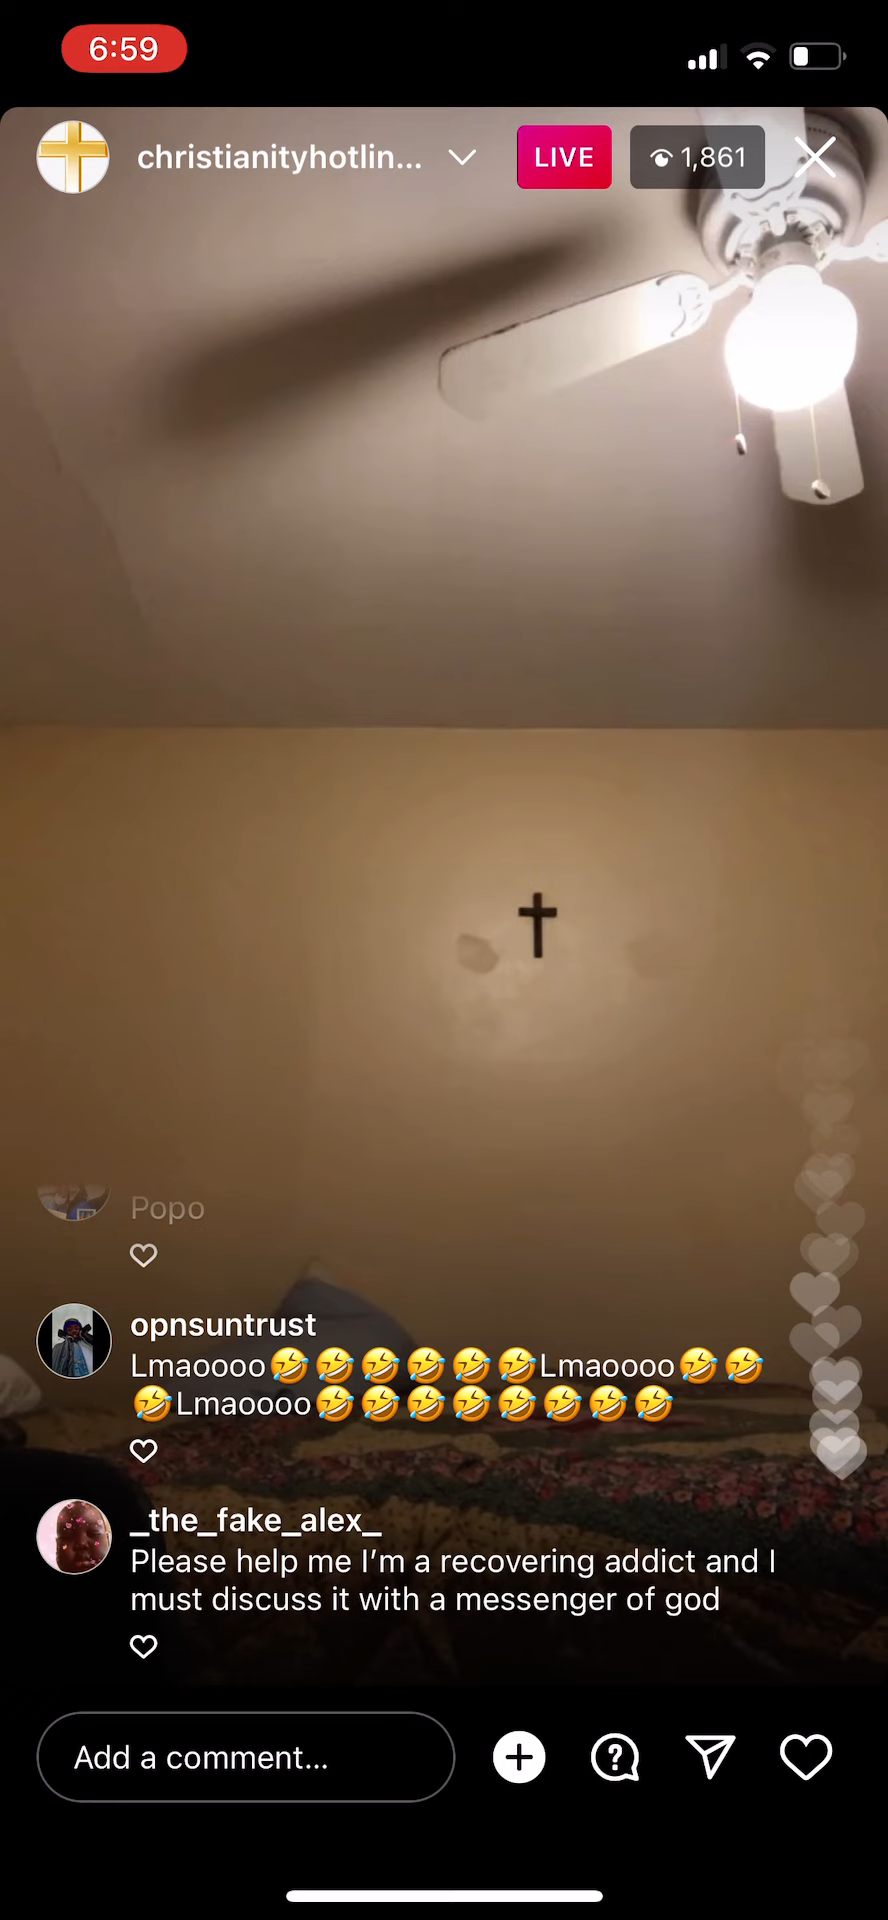 6:59
christianityhotlin...
LIVE
1,861
Popo
opnsuntrust
Lmaoooo🤣🤣🤣🤣🤣🤣Lmaoooo🤣🤣
🤣Lmaoooo🤣🤣🤣🤣🤣🤣🤣🤣
_the_fake_alex_
Please help me I’m a recovering addict and I
must discuss it with a messenger of god
Add a comment...